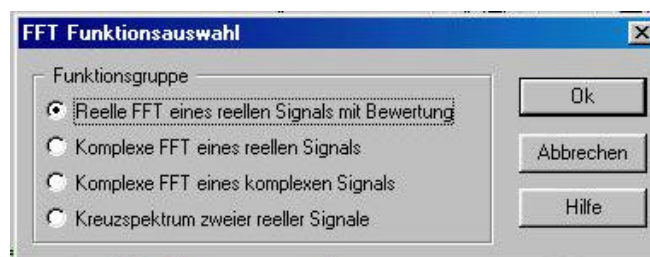 FFT Funktionsauswahl
Funktionsgruppe
Reelle FFT eines reellen Signals mit Bewertung
Komplexe FFT eines reellen Signals
Komplexe FFT eines komplexen Signals
Kreuzspektrum zweier reeller Signale
Ok
Abbrechen
Hilfe